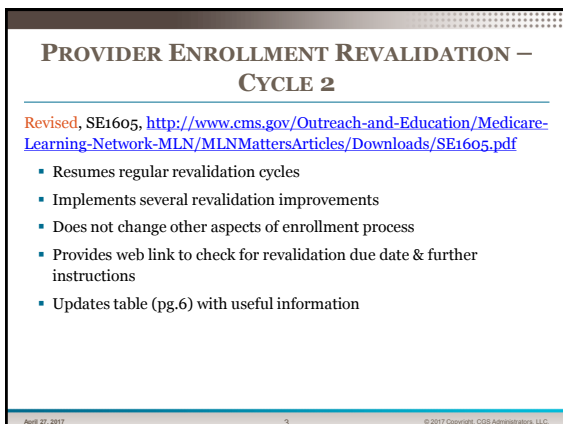 PROVIDER ENROLLMENT REVALIDATION –
CYCLE 2
Revised, SE1605, http://www.cms.gov/Outreach-and-Education/Medicare-
Learning-Network-MLN/MLNMattersArticles/Downloads/SE1605.pdf
▪ Resumes regular revalidation cycles
▪ Implements several revalidation improvements
▪ Does not change other aspects of enrollment process
▪ Provides web link to check for revalidation due date & further
instructions
▪ Updates table (pg.6) with useful information
April 27, 2017 3 © 2017 Copyright, CGS Administrators, LLC.